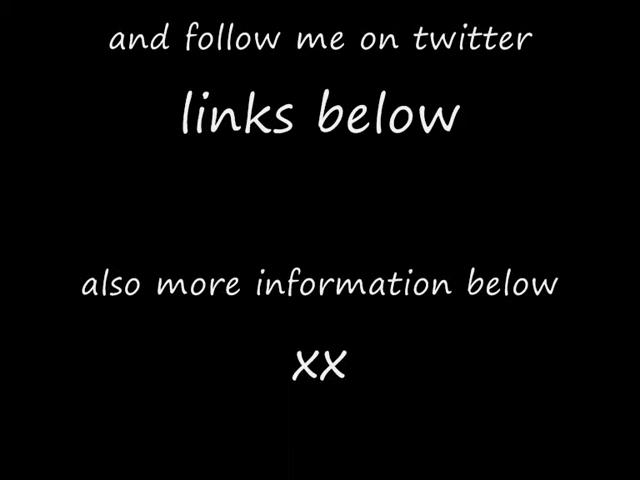 and follow me on twitter
links below
also more information below
xx